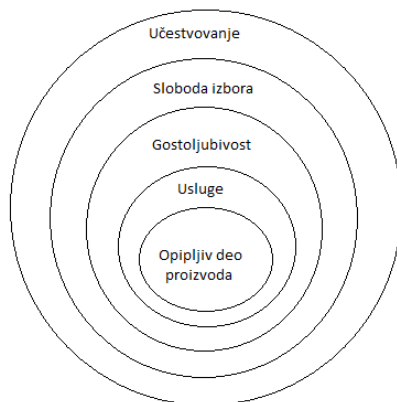 Učestvovanje
Sloboda izbora
Gostoljubivost
Usluge
Opipljiv deo
proizvoda